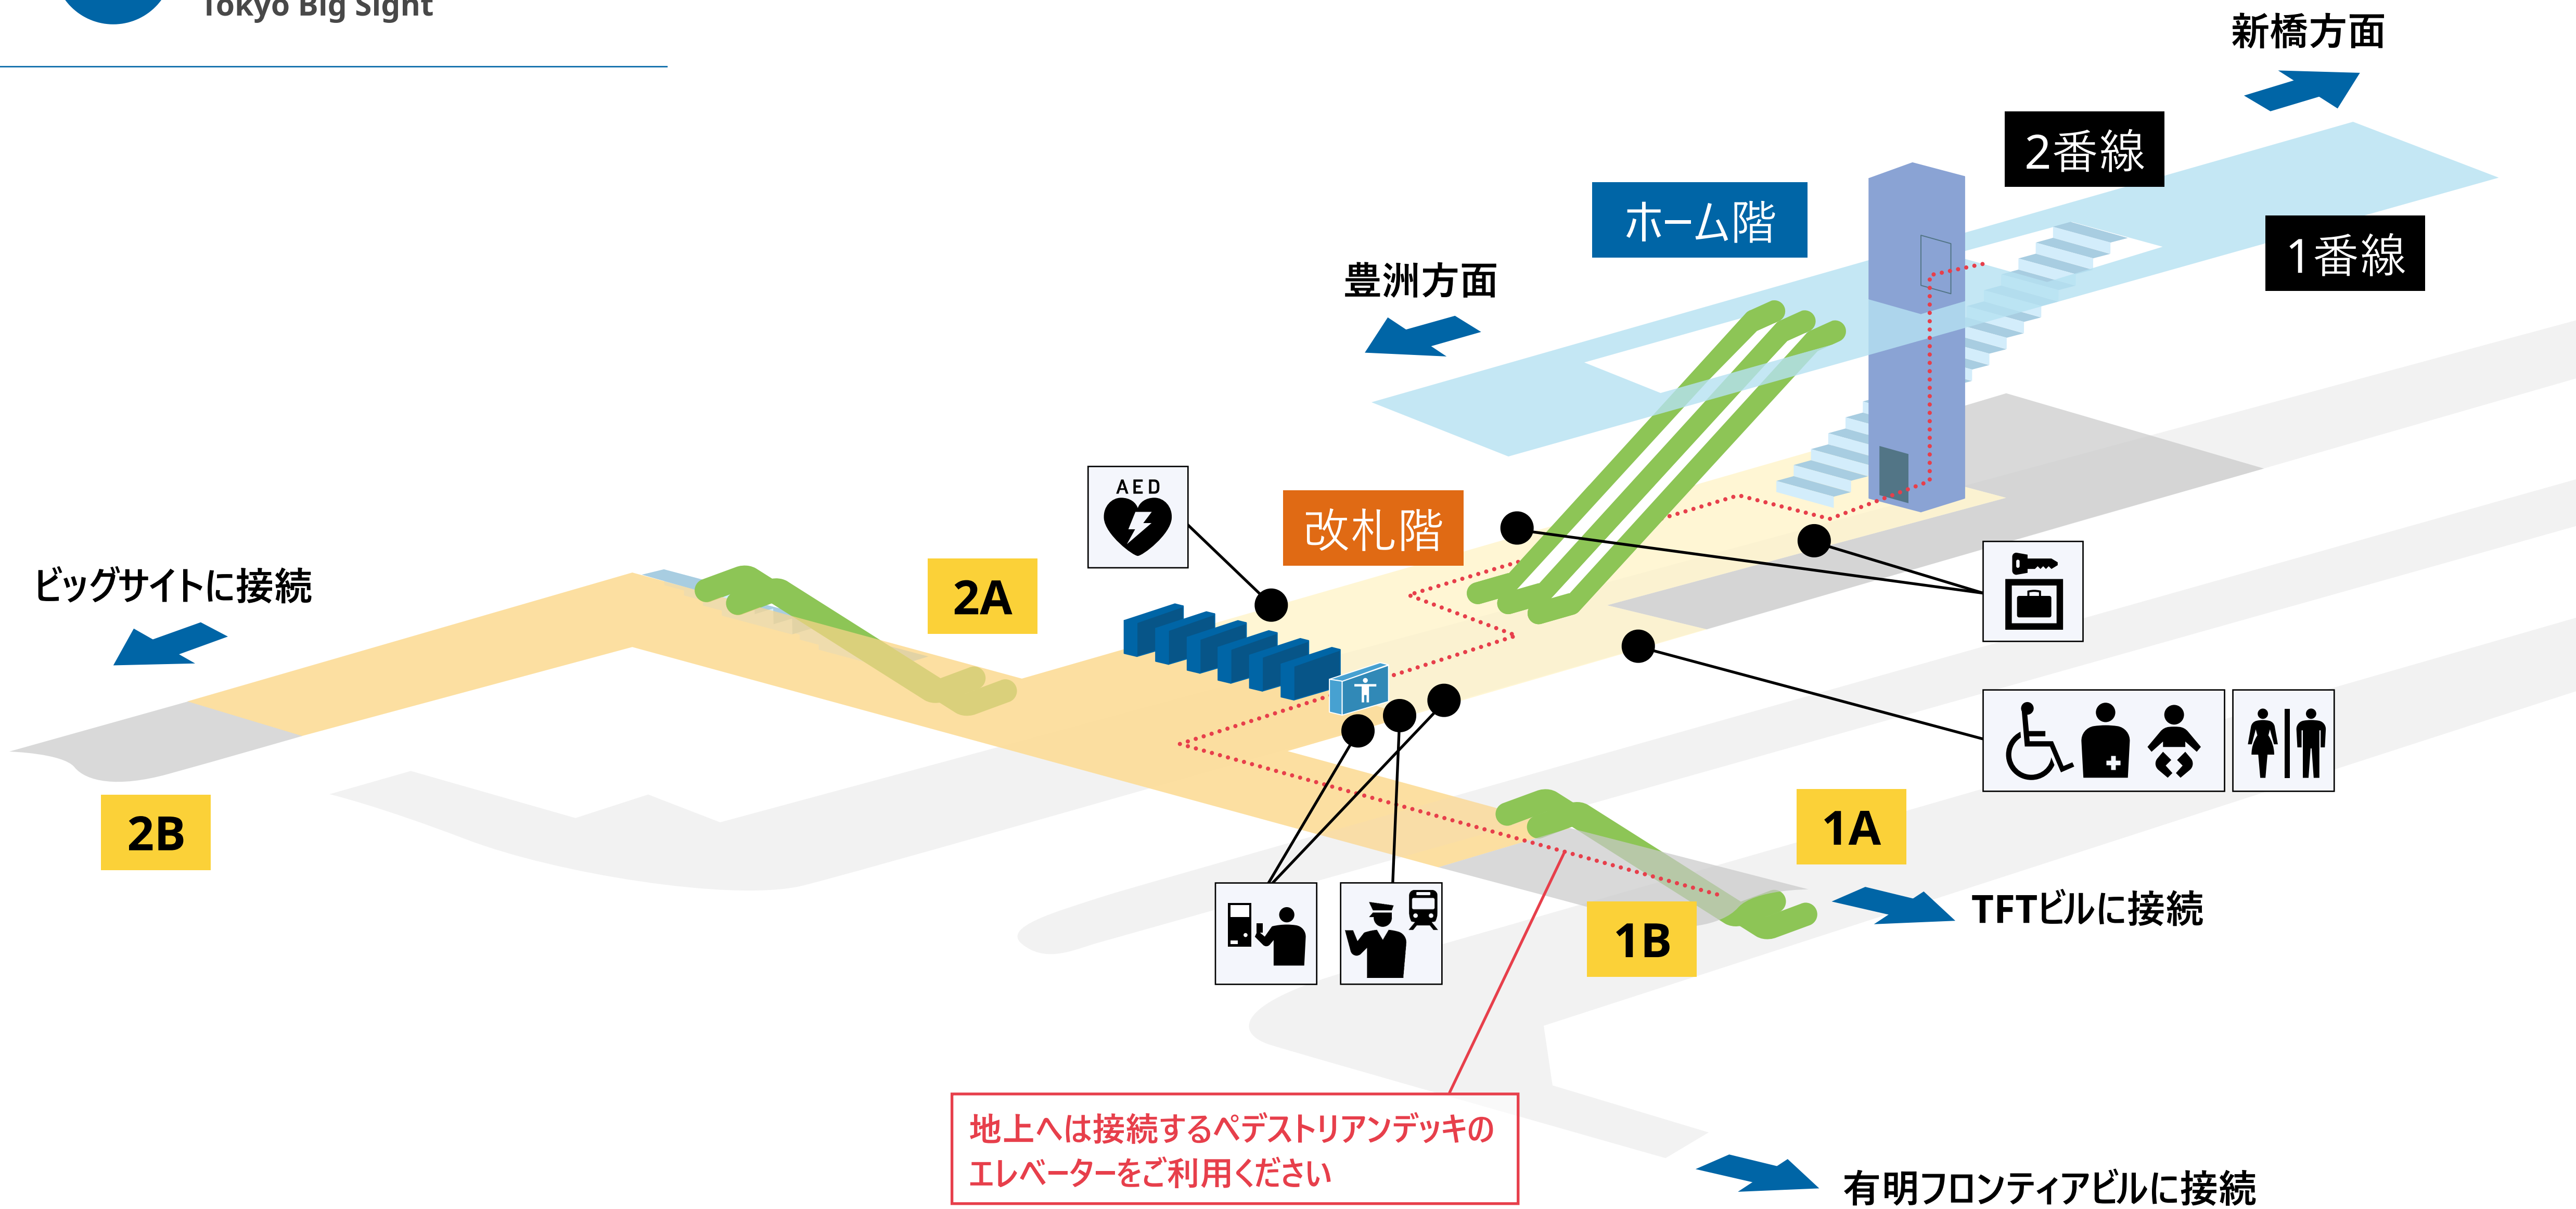 Tokyo Big Sight
新橋方面
2番線
ホーム階
1番線
豊洲方面
AED
改札階
ビッグサイトに接続
2A
2B
1A
TFTビルに接続
1B
地上へは接続するペデストリアンデッキの
エレベーターをご利用ください
有明フロンティアビルに接続